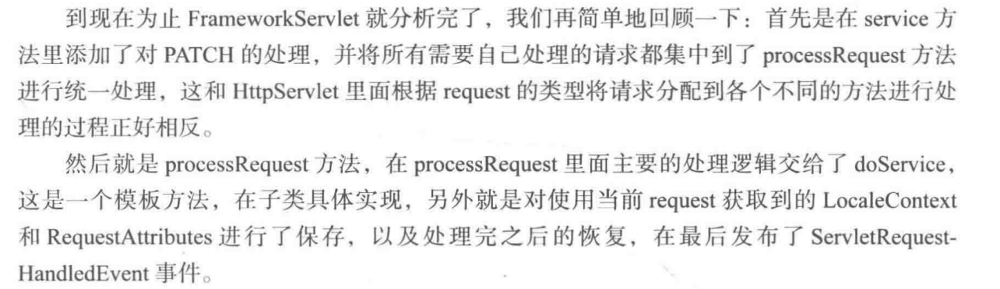 到现在为止 FrameworkServlet 就分析完了，我们再简单地回顾一下：首先是在 service 方
法里添加了对 PATCH 的处理，并将所有需要自己处理的请求都集中到了 processRequest 方法
进行统一处理，这和 HttpServlet 里面根据 request 的类型将请求分配到各个不同的方法进行处
理的过程正好相反。
然后就是 processRequest 方法，在 processRequest 里面主要的处理逻辑交给了 doService，
这是一个模板方法，在子类具体实现，另外就是对使用当前 request 获取到的 LocaleContext
和 RequestAttributes 进行了保存，以及处理完之后的恢复，在最后发布了 ServletRequest-
HandledEvent 事件。